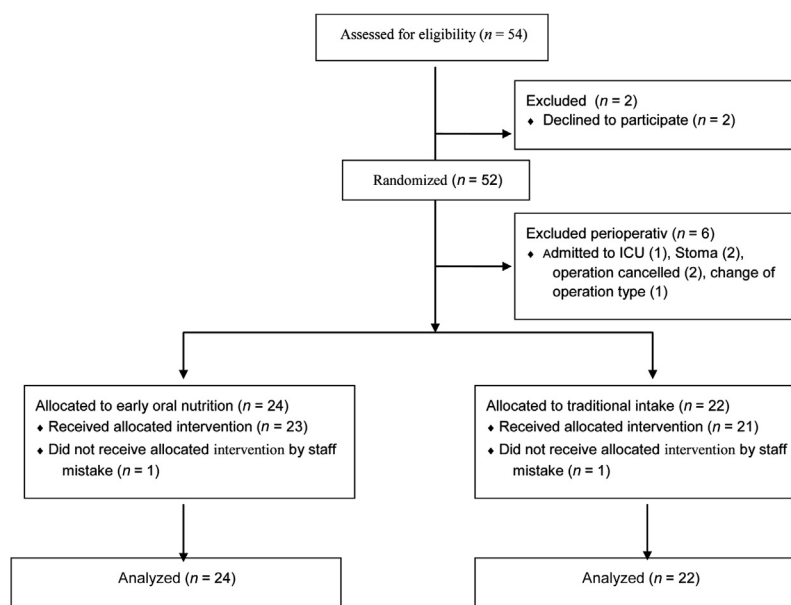 Assessed for eligibility (n = 54)
Excluded (n = 2)
♦ Declined to participate (n = 2)
Randomized (n = 52)
Excluded perioperativ (n = 6)
♦ Admitted to ICU (1), Stoma (2),
operation cancelled (2), change of
operation type (1)
Allocated to early oral nutrition (n = 24)
♦ Received allocated intervention (n = 23)
♦ Did not receive allocated intervention by staff
mistake (n = 1)
Allocated to traditional intake (n = 22)
♦ Received allocated intervention (n = 21)
♦ Did not receive allocated intervention by staff
mistake (n = 1)
Analyzed (n = 24)
Analyzed (n = 22)